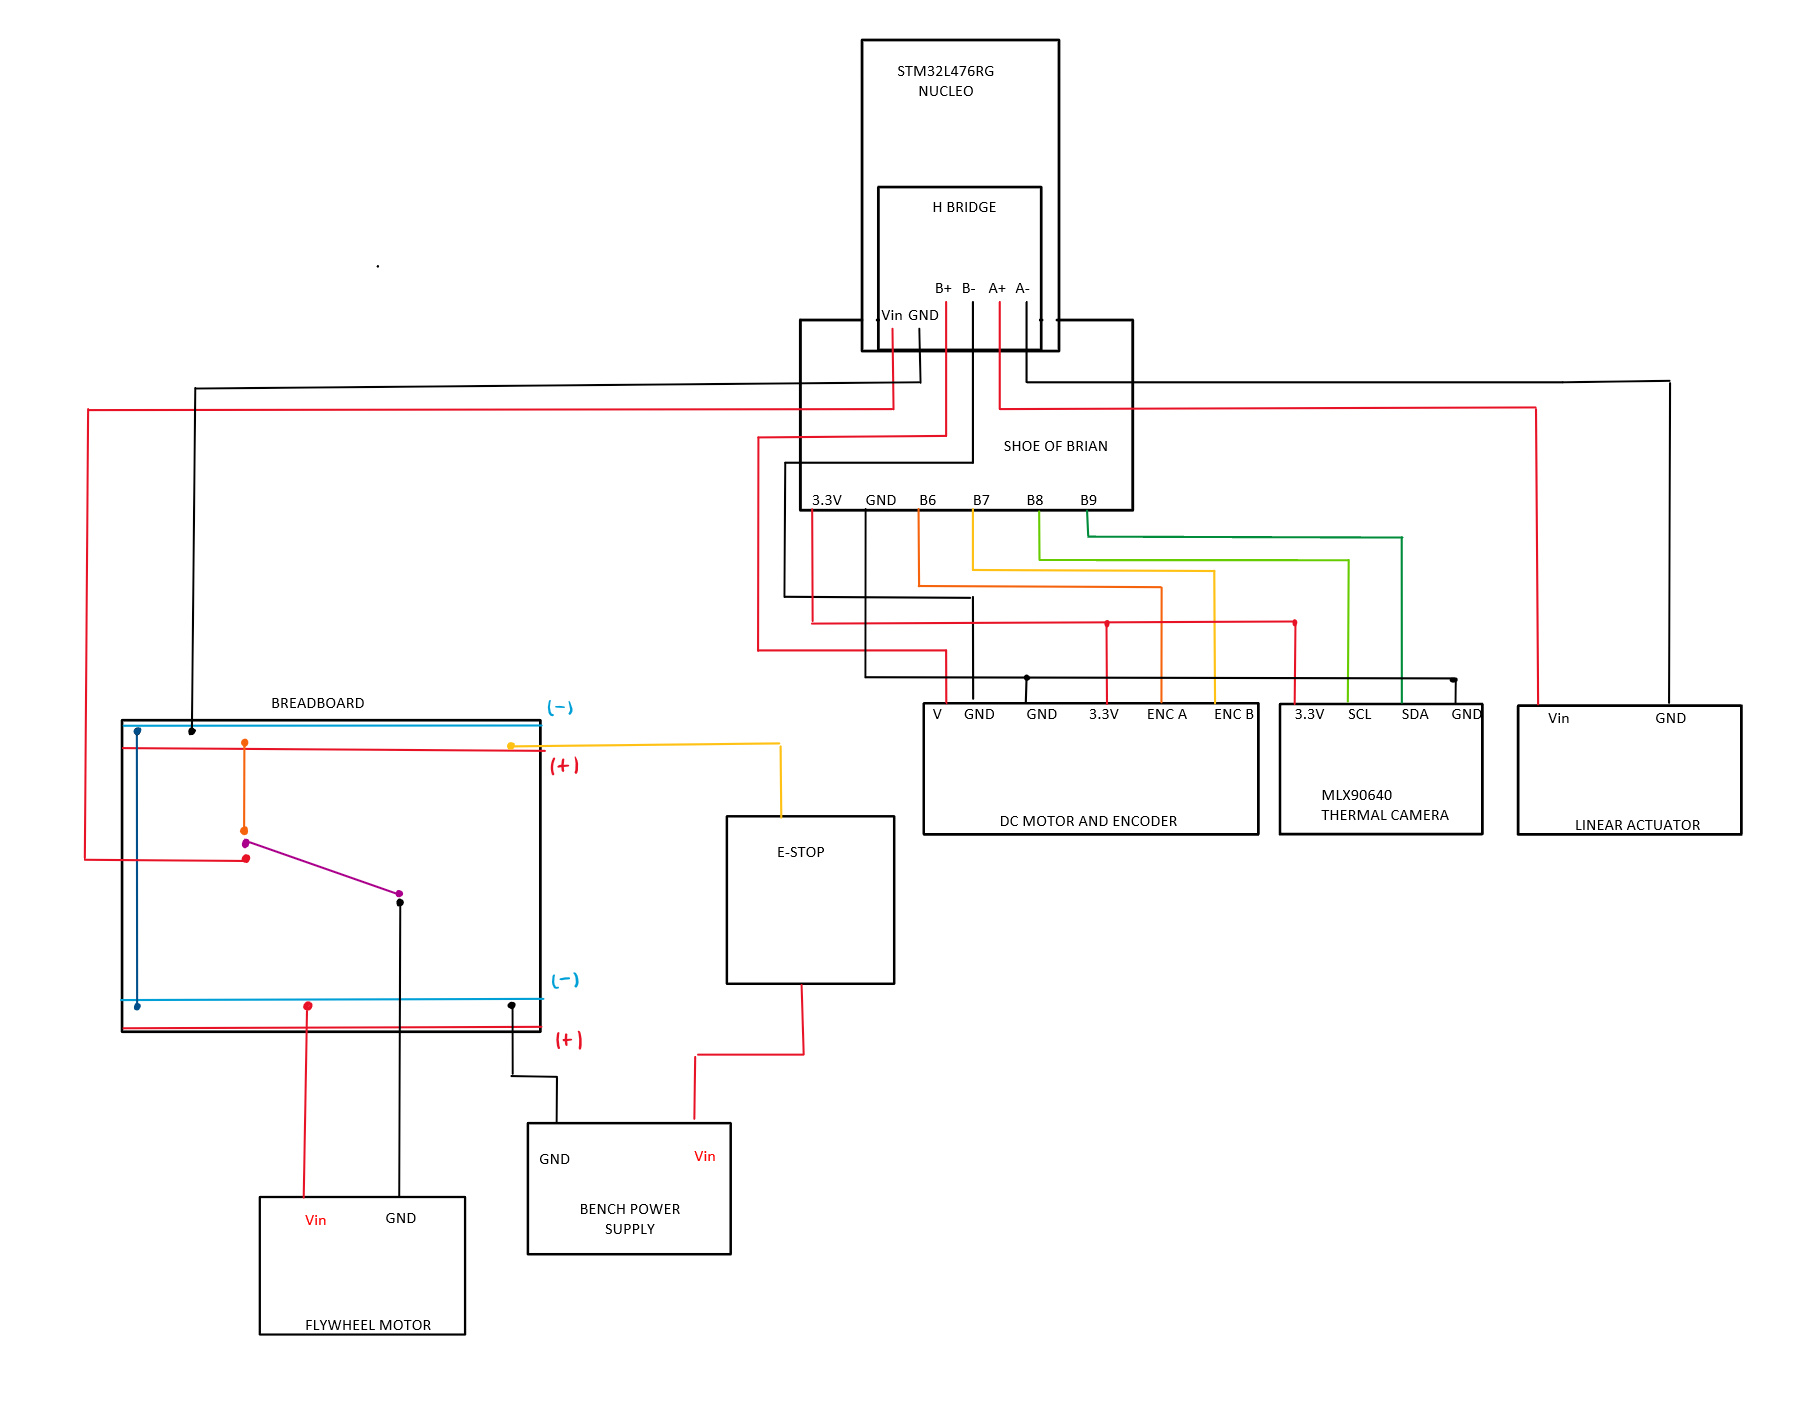 STM32L476RG
NUCLEO
H BRIDGE
B+ B- A+ A-
Vin GND
SHOE OF BRIAN
3.3V GND B6 B7 B8 B9
BREADBOARD
(-)
(+)
V GND GND 3.3V ENC A ENC B
DC MOTOR AND ENCODER
3.3V SCL SDA GND
MLX90640
THERMAL CAMERA
Vin GND
LINEAR ACTUATOR
E-STOP
(-)
(+)
GND Vin
BENCH POWER
SUPPLY
Vin GND
FLYWHEEL MOTOR